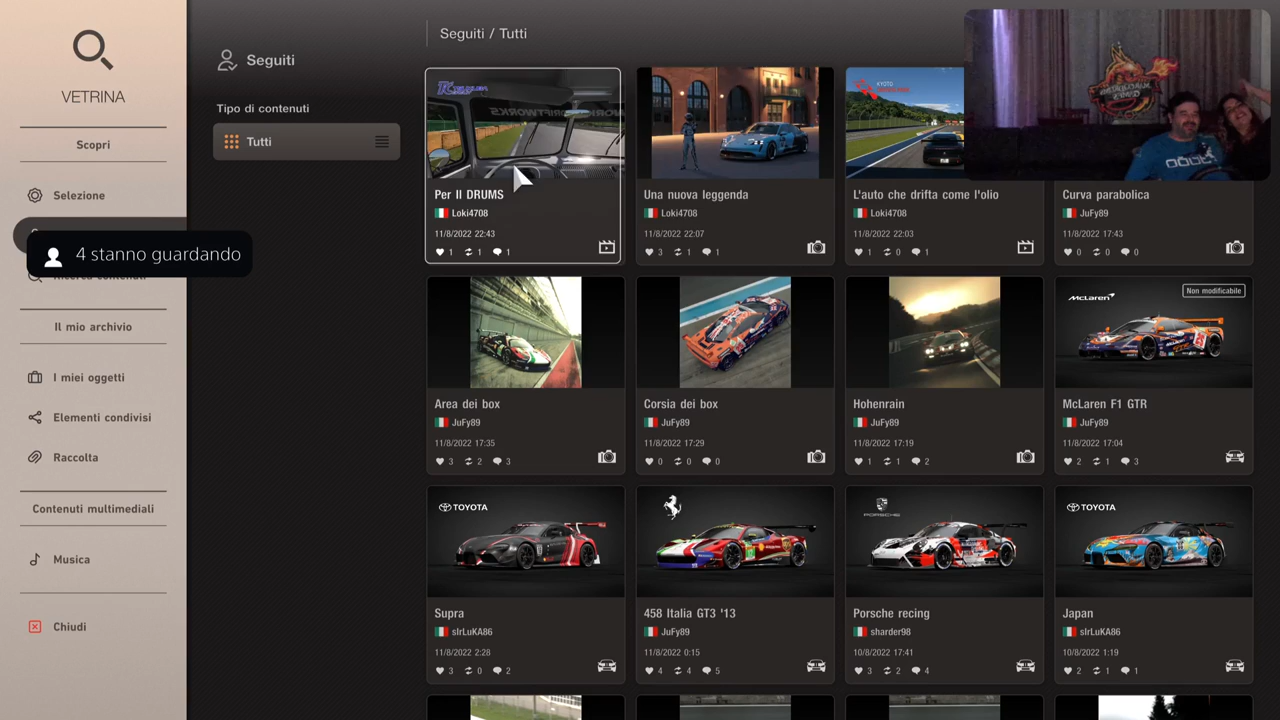 VETRINA
Scopri
Selezione
4 stanno guardando
Il mio archivio
I miei oggetti
Elementi condivisi
Raccolta
Contenuti multimediali
Musica
Chiudi
Seguiti
Tipo di contenuti
Tutti
Seguiti / Tutti
Per Il DRUMS
Loki4708
11/8/2022 22:43
1 1 1
Una nuova leggenda
Loki4708
11/8/2022 22:07
3 1 1
KYOTO
L'auto che drifta come l'olio
Loki4708
11/8/2022 22:03
1 0 1
Curva parabolica
JuFy89
11/8/2022 17:43
0 0 0
Area dei box
JuFy89
11/8/2022 17:35
3 2 3
Corsia dei box
JuFy89
11/8/2022 17:29
0 0 0
Hohenrain
JuFy89
11/8/2022 17:19
1 1 2
McLaren
Non modificabile
McLaren F1 GTR
JuFy89
11/8/2022 17:04
2 1 3
TOYOTA
Supra
sIrLuKA86
11/8/2022 2:28
3 0 2
458 Italia GT3 '13
JuFy89
11/8/2022 0:15
4 4 5
PORSCHE
Porsche recing
sharder98
10/8/2022 17:41
3 2 4
TOYOTA
Japan
sIrLuKA86
10/8/2022 1:19
2 1 1